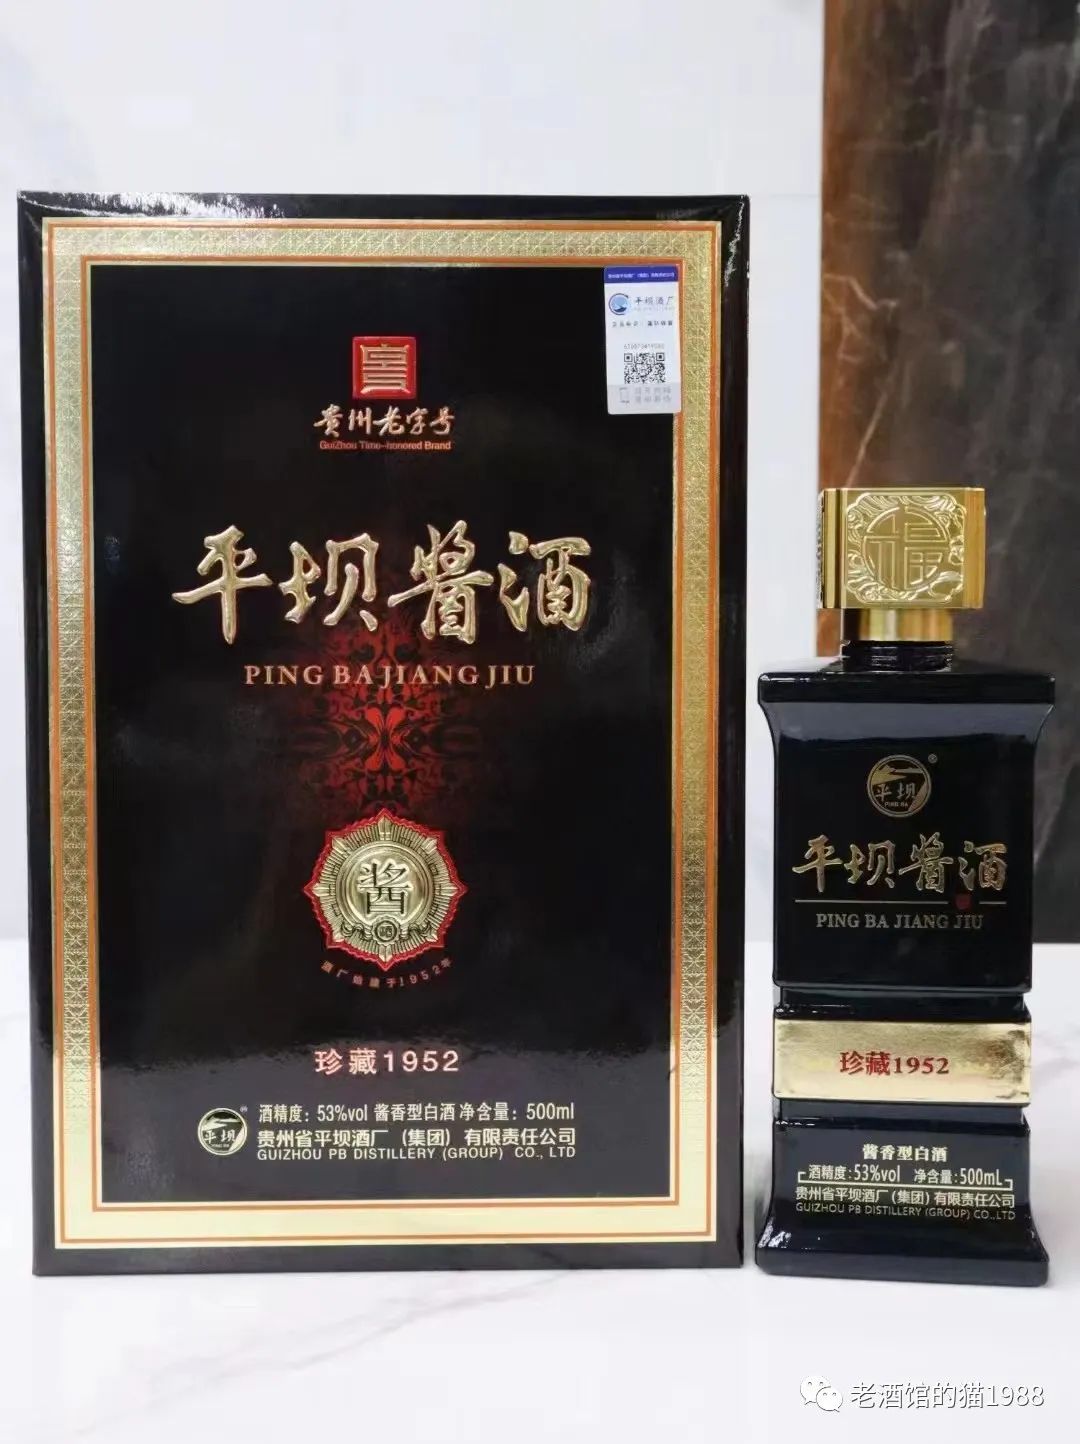 平坝酒厂
贵州老字号
GuiZhou Time-honored Brand
平坝醬酒
PING BA JIANG JIU
酱
酒厂始建于1952年
珍藏1952
平坝
PING BA
酒精度：53%vol 酱香型白酒 净含量：500ml
贵州省平坝酒厂（集团）有限责任公司
GUIZHOU PB DISTILLERY (GROUP) CO., LTD
福
平坝
PING BA
平坝醬酒
PING BA JIANG JIU
珍藏1952
酱香型白酒
酒精度:53%vol 净含量:500mL
贵州省平坝酒厂（集团）有限责任公司
GUIZHOU PB DISTILLERY (GROUP) CO.,LTD
老酒馆的猫1988